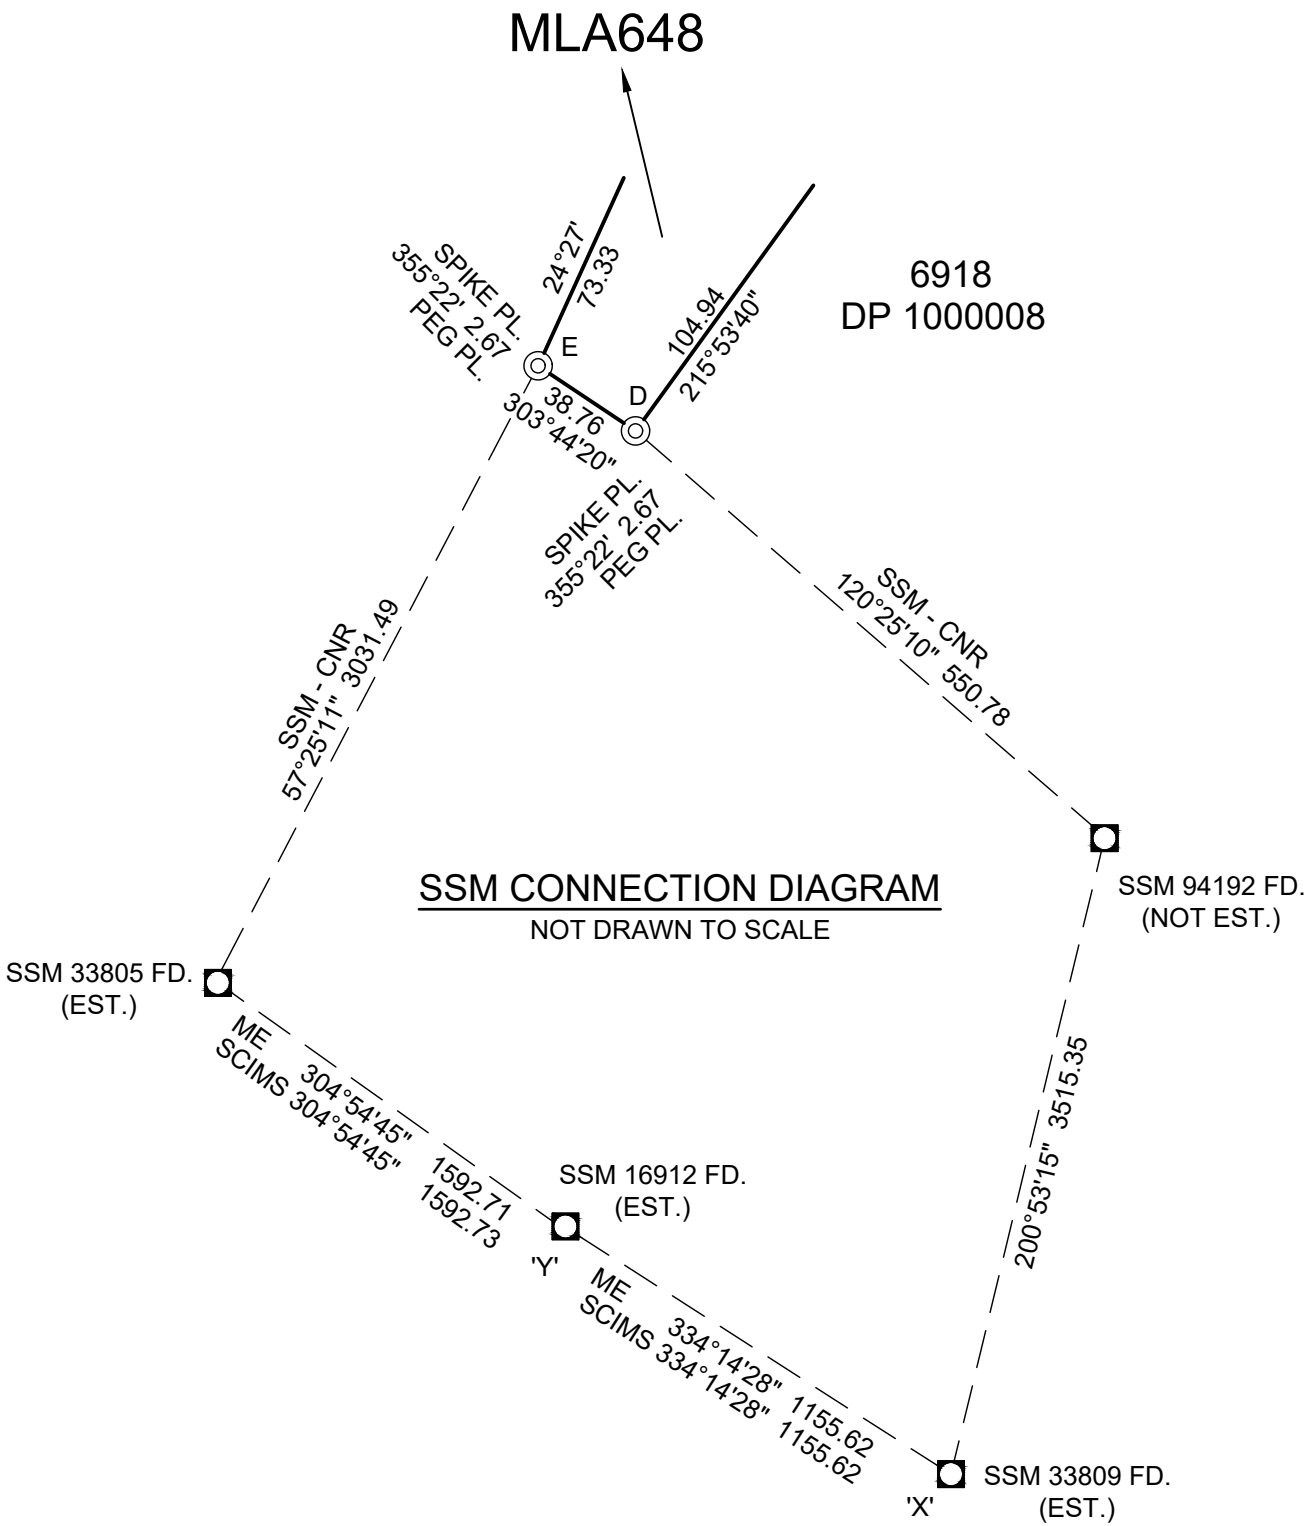 MLA648
24°27'
73.33
SPIKE PL.
355°22' 2.67
PEG PL.
E
104.94
215°53'40"
6918
DP 1000008
D
38.76
303°44'20"
SPIKE PL.
355°22' 2.67
PEG PL.
SSM - CNR
57°25'11" 3031.49
SSM - CNR
120°25'10" 550.78
SSM CONNECTION DIAGRAM
NOT DRAWN TO SCALE
SSM 94192 FD.
(NOT EST.)
SSM 33805 FD.
(EST.)
ME 304°54'45" 1592.71
SCIMS 304°54'45" 1592.73
200°53'15" 3515.35
SSM 16912 FD.
(EST.)
'Y'
ME 334°14'28" 1155.62
SCIMS 334°14'28" 1155.62
SSM 33809 FD.
(EST.)
'X'